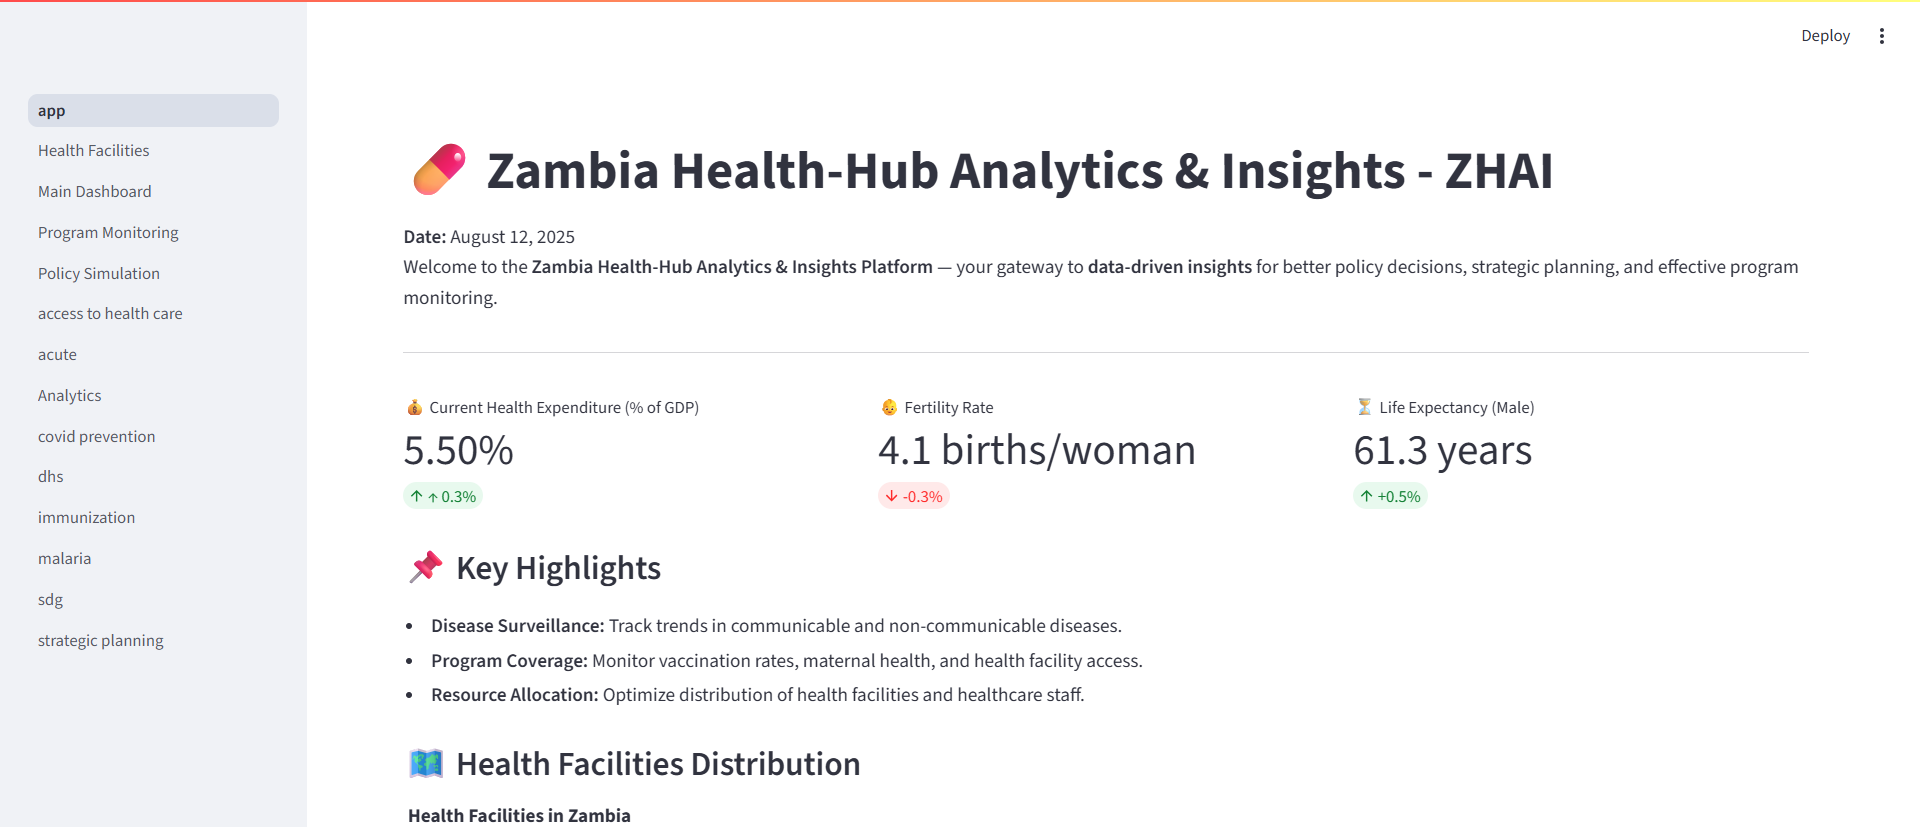 Deploy
app
Health Facilities
Main Dashboard
Program Monitoring
Policy Simulation
access to health care
acute
Analytics
covid prevention
dhs
immunization
malaria
sdg
strategic planning
Zambia Health-Hub Analytics & Insights - ZHAI
Date: August 12, 2025
Welcome to the Zambia Health-Hub Analytics & Insights Platform — your gateway to data-driven insights for better policy decisions, strategic planning, and effective program
monitoring.
Current Health Expenditure (% of GDP)
5.50%
↑ ↑ 0.3%
Fertility Rate
4.1 births/woman
↓ -0.3%
Life Expectancy (Male)
61.3 years
↑ +0.5%
Key Highlights
• Disease Surveillance: Track trends in communicable and non-communicable diseases.
• Program Coverage: Monitor vaccination rates, maternal health, and health facility access.
• Resource Allocation: Optimize distribution of health facilities and healthcare staff.
Health Facilities Distribution
Health Facilities in Zambia